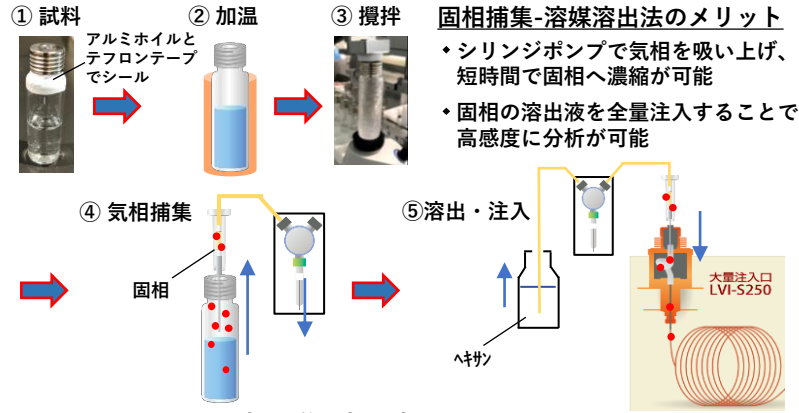 ① 試料
② 加温
③ 攪拌
固相捕集-溶媒溶出法のメリット
アルミホイルと
テフロンテープ
でシール
・シリンジポンプで気相を吸い上げ、
短時間で固相へ濃縮が可能
・固相の溶出液を全量注入することで
高感度に分析が可能
④ 気相捕集
⑤溶出・注入
固相
ﾍｷｻﾝ
大量注入口
LVI-S250